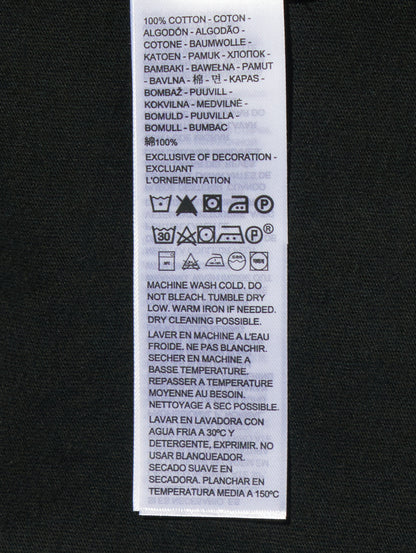 100% COTTON - COTON -
ALGODÓN - ALGODÃO -
COTONE - BAUMWOLLE -
KATOEN - PAMUK - ХЛОПОК -
BAMBAKI - BAWEŁNA - PAMUT
- BAVLNA - 棉 - 면 - KAPAS -
BOMBAŽ - PUUVILL -
KOKVILNA - MEDVILNĖ -
BOMULD - PUUVILLA -
BOMULL - BUMBAC
綿100%
EXCLUSIVE OF DECORATION -
EXCLUANT
L'ORNEMENTATION
P
30 P ®
MACHINE WASH COLD. DO
NOT BLEACH. TUMBLE DRY
LOW. WARM IRON IF NEEDED.
DRY CLEANING POSSIBLE.
LAVER EN MACHINE A L'EAU
FROIDE. NE PAS BLANCHIR.
SECHER EN MACHINE A
BASSE TEMPERATURE.
REPASSER A TEMPERATURE
MOYENNE AU BESOIN.
NETTOYAGE A SEC POSSIBLE.
LAVAR EN LAVADORA CON
AGUA FRIA A 30ºC Y
DETERGENTE, EXPRIMIR. NO
USAR BLANQUEADOR.
SECADO SUAVE EN
SECADORA. PLANCHAR EN
TEMPERATURA MEDIA A 150ºC